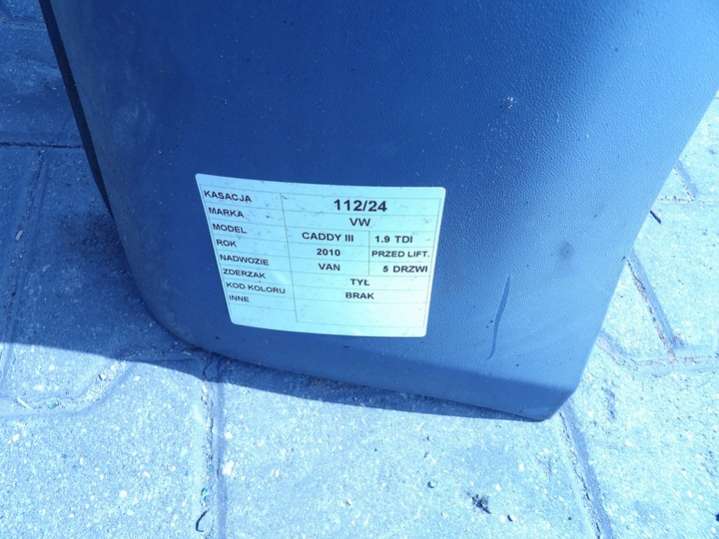 KASACJA 112/24
MARKA VW
MODEL CADDY III 1.9 TDI
ROK 2010 PRZED LIFT.
NADWOZIE VAN 5 DRZWI
ZDERZAK TYŁ
KOD KOLORU BRAK
INNE